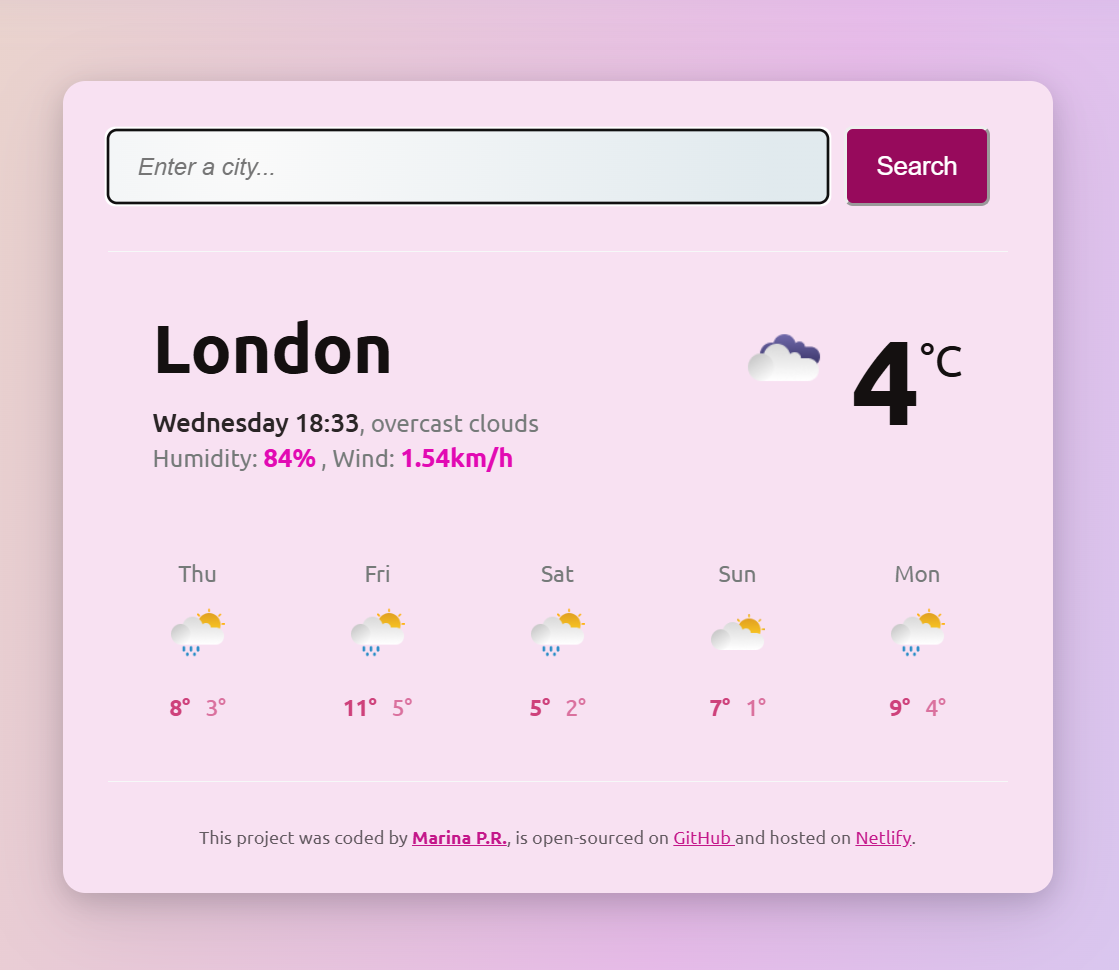 Enter a city...
Search
London
4°C
Wednesday 18:33, overcast clouds
Humidity: 84% , Wind: 1.54km/h
Thu Fri Sat Sun Mon
8° 3° 11° 5° 5° 2° 7° 1° 9° 4°
This project was coded by Marina P.R., is open-sourced on GitHub and hosted on Netlify.